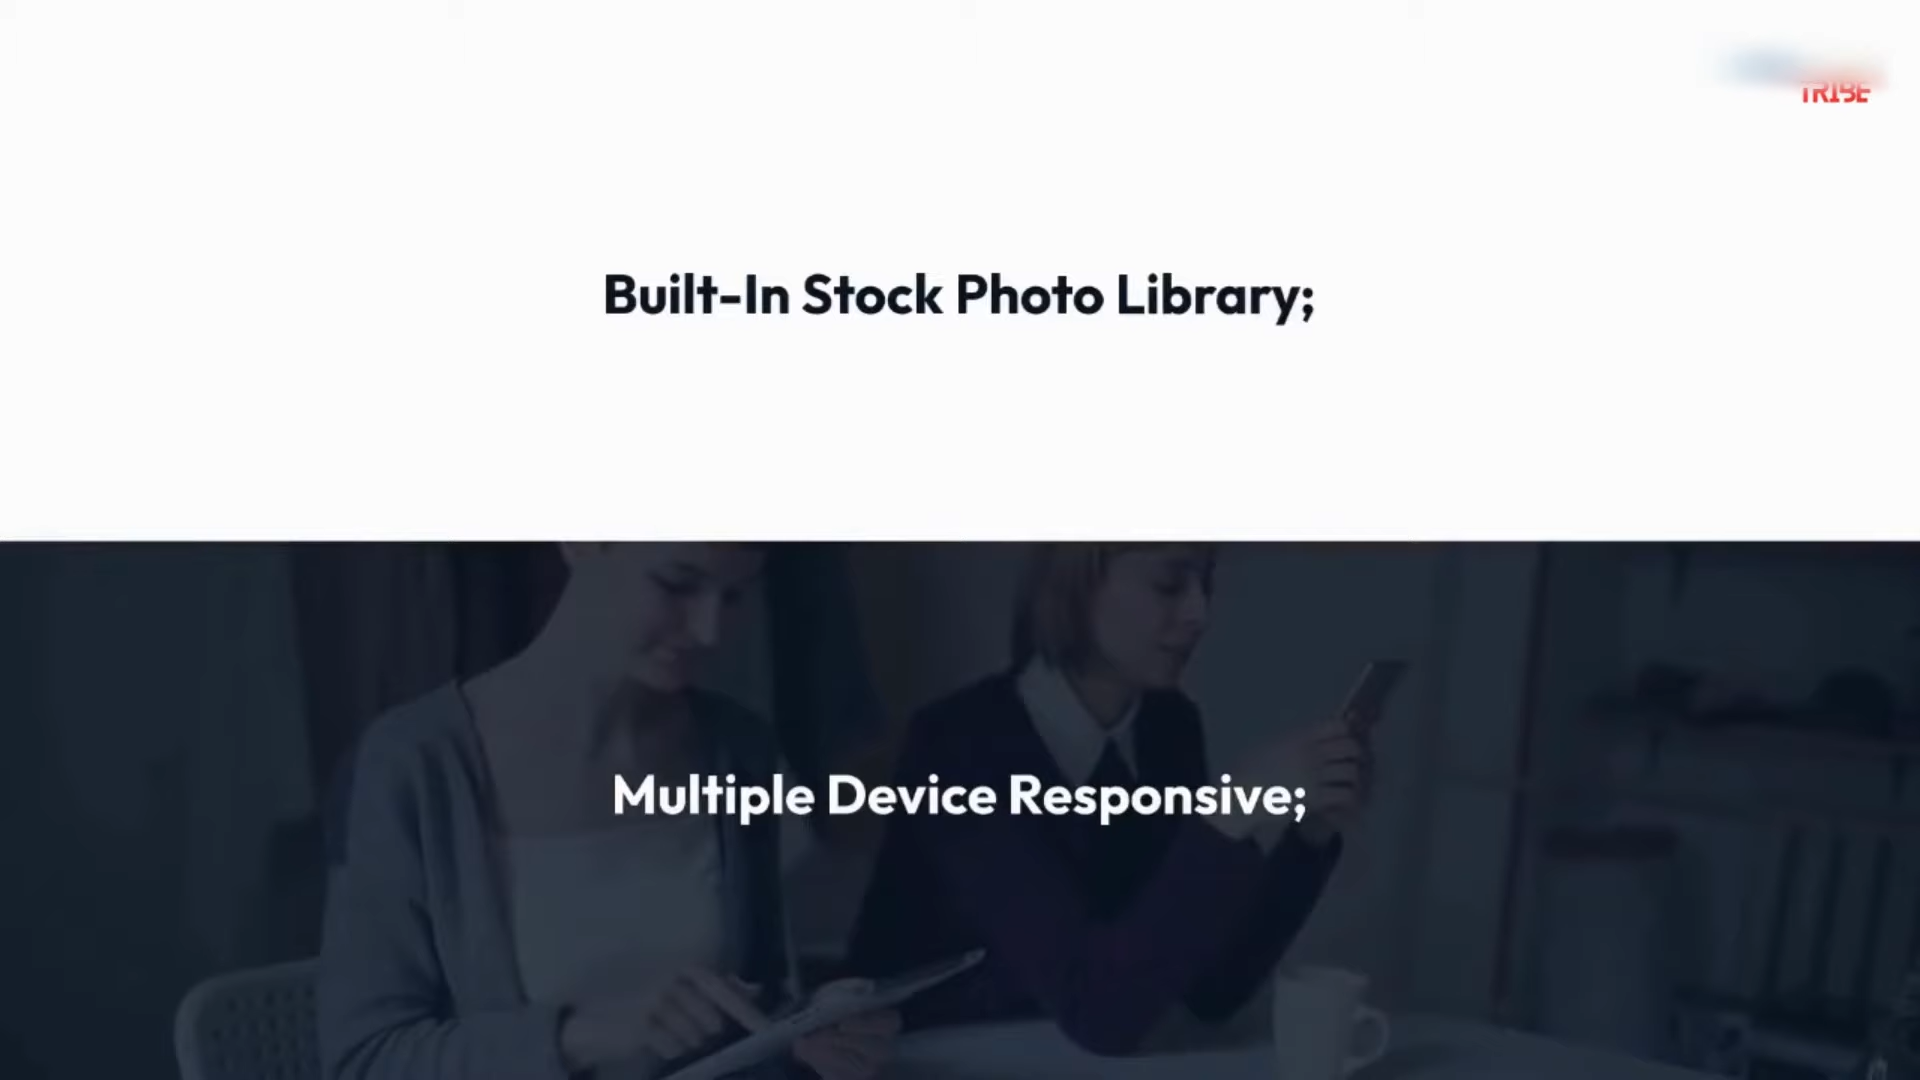 TRIBE
Built-In Stock Photo Library;
Multiple Device Responsive;